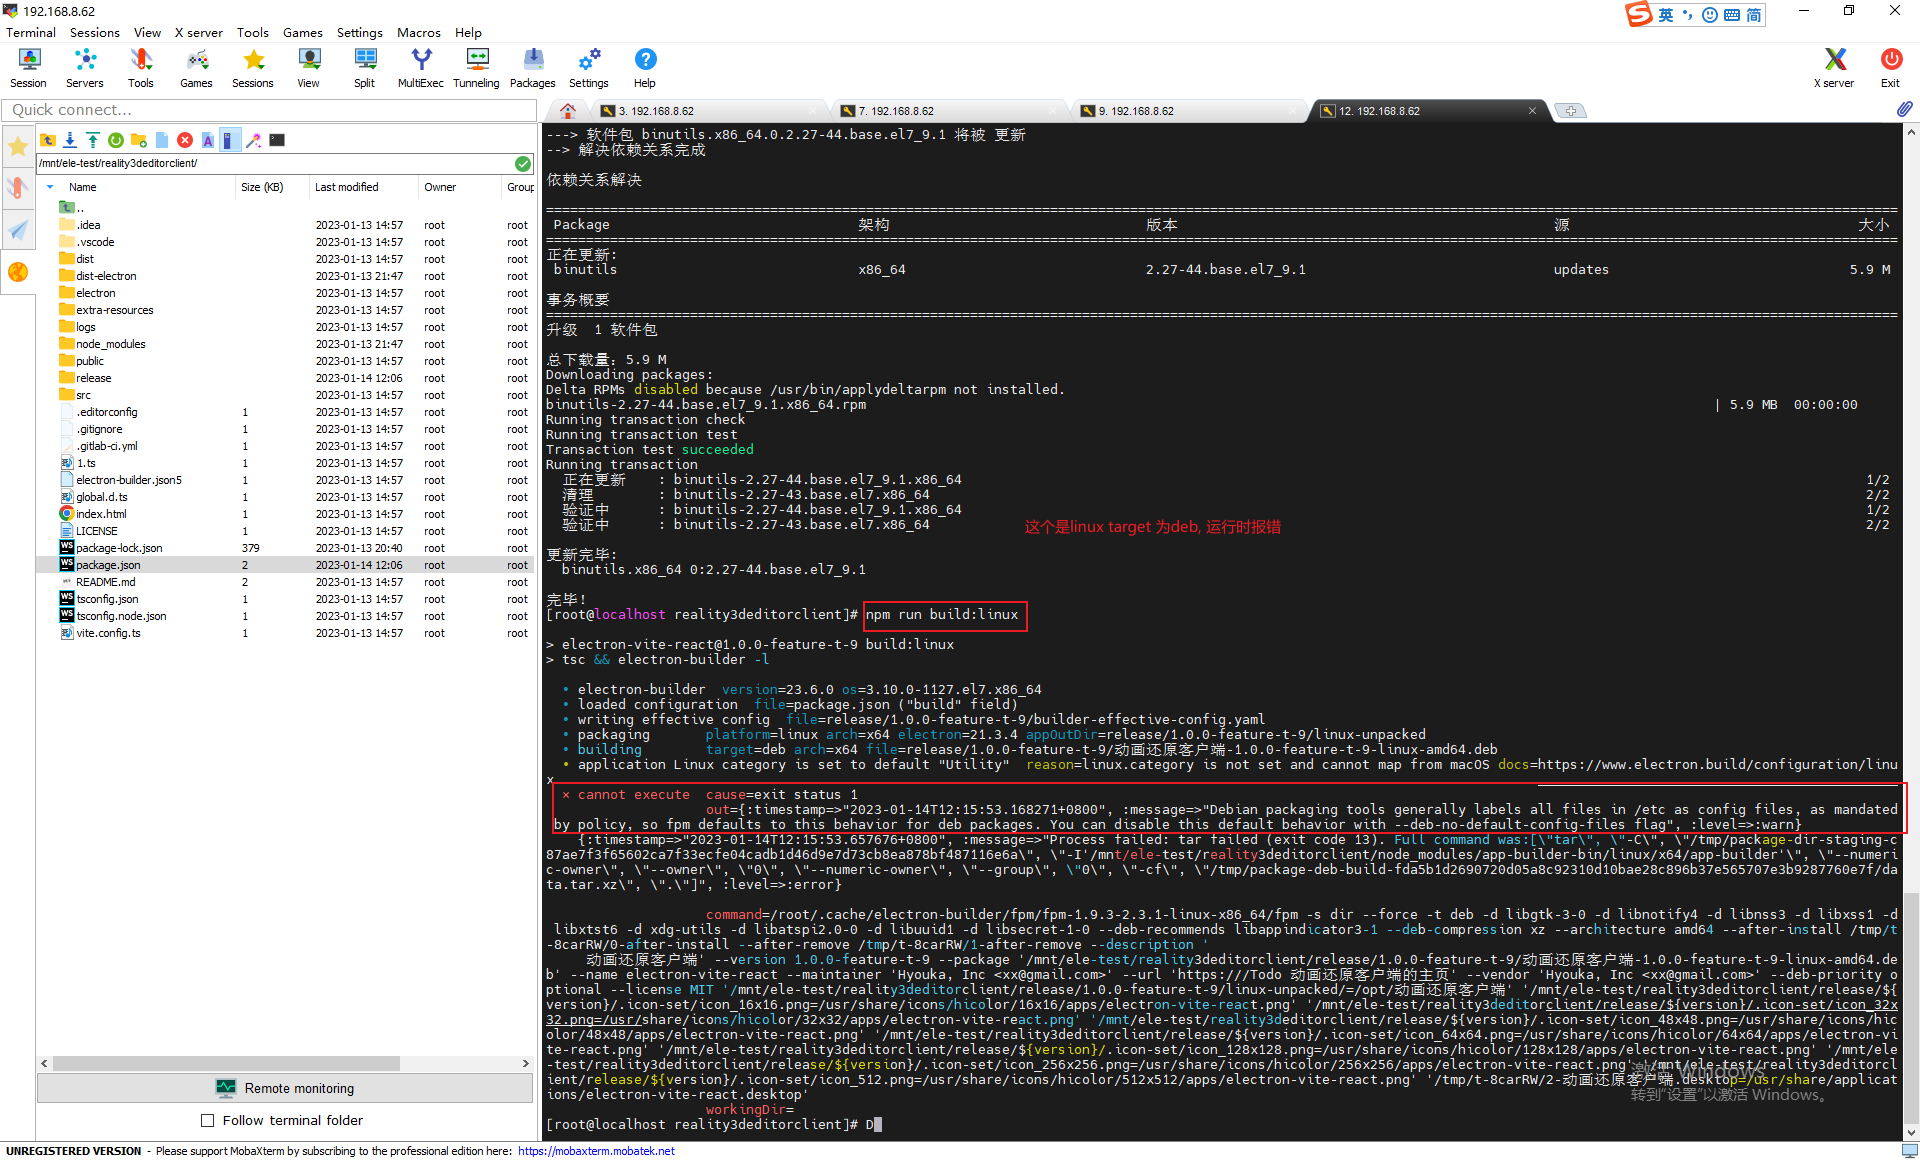 192.168.8.62
英 简
Terminal Sessions View X server Tools Games Settings Macros Help
Session Servers Tools Games Sessions View Split MultiExec Tunneling Packages Settings Help X server Exit
Quick connect...
3. 192.168.8.62 7. 192.168.8.62 9. 192.168.8.62 12. 192.168.8.62
/mnt/ele-test/reality3deditorclient/
Name Size (KB) Last modified Owner Group
..
.idea 2023-01-13 14:57 root root
.vscode 2023-01-13 14:57 root root
dist 2023-01-13 14:57 root root
dist-electron 2023-01-13 21:47 root root
electron 2023-01-13 14:57 root root
extra-resources 2023-01-13 14:57 root root
logs 2023-01-13 14:57 root root
node_modules 2023-01-13 21:47 root root
public 2023-01-13 14:57 root root
release 2023-01-14 12:06 root root
src 2023-01-13 14:57 root root
.editorconfig 1 2023-01-13 14:57 root root
.gitignore 1 2023-01-13 14:57 root root
.gitlab-ci.yml 1 2023-01-13 14:57 root root
1.ts 1 2023-01-13 14:57 root root
electron-builder.json5 1 2023-01-13 14:57 root root
global.d.ts 1 2023-01-13 14:57 root root
index.html 1 2023-01-13 14:57 root root
LICENSE 1 2023-01-13 14:57 root root
package-lock.json 379 2023-01-13 20:40 root root
package.json 2 2023-01-14 12:06 root root
README.md 2 2023-01-13 14:57 root root
tsconfig.json 1 2023-01-13 14:57 root root
tsconfig.node.json 1 2023-01-13 14:57 root root
vite.config.ts 1 2023-01-13 14:57 root root
Remote monitoring
Follow terminal folder
---> 软件包 binutils.x86_64.0.2.27-44.base.el7_9.1 将被 更新
--> 解决依赖关系完成
依赖关系解决
Package 架构 版本 源 大小
正在更新:
binutils x86_64 2.27-44.base.el7_9.1 updates 5.9 M
事务概要
升级 1 软件包
总下载量：5.9 M
Downloading packages:
Delta RPMs disabled because /usr/bin/applydeltarpm not installed.
binutils-2.27-44.base.el7_9.1.x86_64.rpm | 5.9 MB 00:00:00
Running transaction check
Running transaction test
Transaction test succeeded
Running transaction
正在更新 : binutils-2.27-44.base.el7_9.1.x86_64 1/2
清理 : binutils-2.27-43.base.el7.x86_64 2/2
验证中 : binutils-2.27-44.base.el7_9.1.x86_64 1/2
验证中 : binutils-2.27-43.base.el7.x86_64 2/2
这个是linux target 为deb, 运行时报错
更新完毕:
binutils.x86_64 0:2.27-44.base.el7_9.1
完毕！
[root@localhost reality3deditorclient]# npm run build:linux
> electron-vite-react@1.0.0-feature-t-9 build:linux
> tsc && electron-builder -l
• electron-builder version=23.6.0 os=3.10.0-1127.el7.x86_64
• loaded configuration file=package.json ("build" field)
• writing effective config file=release/1.0.0-feature-t-9/builder-effective-config.yaml
• packaging platform=linux arch=x64 electron=21.3.4 appOutDir=release/1.0.0-feature-t-9/linux-unpacked
• building target=deb arch=x64 file=release/1.0.0-feature-t-9/动画还原客户端-1.0.0-feature-t-9-linux-amd64.deb
• application Linux category is set to default "Utility" reason=linux.category is not set and cannot map from macOS docs=https://www.electron.build/configuration/linu
x
⨯ cannot execute cause=exit status 1
out={:timestamp=>"2023-01-14T12:15:53.168271+0800", :message=>"Debian packaging tools generally labels all files in /etc as config files, as mandated
by policy, so fpm defaults to this behavior for deb packages. You can disable this default behavior with --deb-no-default-config-files flag", :level=>:warn}
{:timestamp=>"2023-01-14T12:15:53.657676+0800", :message=>"Process failed: tar failed (exit code 13). Full command was:[\"tar\", \"-C\", \"/tmp/package-dir-staging-c
87ae7f3f65602ca7f33ecfe04cadb1d46d9e7d73cb8ea878bf487116e6a\", \"-I'/mnt/ele-test/reality3deditorclient/node_modules/app-builder-bin/linux/x64/app-builder'\", \"--numeri
c-owner\", \"--owner\", \"0\", \"--numeric-owner\", \"--group\", \"0\", \"-cf\", \"/tmp/package-deb-build-fda5b1d2690720d05a8c92310d10bae28c896b37e565707e3b9287760e7f/da
ta.tar.xz\", \".\"]", :level=>:error}
command=/root/.cache/electron-builder/fpm/fpm-1.9.3-2.3.1-linux-x86_64/fpm -s dir --force -t deb -d libgtk-3-0 -d libnotify4 -d libnss3 -d libxss1 -d
libxtst6 -d xdg-utils -d libatspi2.0-0 -d libuuid1 -d libsecret-1-0 --deb-recommends libappindicator3-1 --deb-compression xz --architecture amd64 --after-install /tmp/t
-8carRW/0-after-install --after-remove /tmp/t-8carRW/1-after-remove --description '
动画还原客户端' --version 1.0.0-feature-t-9 --package '/mnt/ele-test/reality3deditorclient/release/1.0.0-feature-t-9/动画还原客户端-1.0.0-feature-t-9-linux-amd64.de
b' --name electron-vite-react --maintainer 'Hyouka, Inc <xx@gmail.com>' --url 'https:///Todo 动画还原客户端的主页' --vendor 'Hyouka, Inc <xx@gmail.com>' --deb-priority o
ptional --license MIT '/mnt/ele-test/reality3deditorclient/release/1.0.0-feature-t-9/linux-unpacked/=/opt/动画还原客户端' '/mnt/ele-test/reality3deditorclient/release/${
version}/.icon-set/icon_16x16.png=/usr/share/icons/hicolor/16x16/apps/electron-vite-react.png' '/mnt/ele-test/reality3deditorclient/release/${version}/.icon-set/icon_32x
32.png=/usr/share/icons/hicolor/32x32/apps/electron-vite-react.png' '/mnt/ele-test/reality3deditorclient/release/${version}/.icon-set/icon_48x48.png=/usr/share/icons/hic
olor/48x48/apps/electron-vite-react.png' '/mnt/ele-test/reality3deditorclient/release/${version}/.icon-set/icon_64x64.png=/usr/share/icons/hicolor/64x64/apps/electron-vi
te-react.png' '/mnt/ele-test/reality3deditorclient/release/${version}/.icon-set/icon_128x128.png=/usr/share/icons/hicolor/128x128/apps/electron-vite-react.png' '/mnt/ele
-test/reality3deditorclient/release/${version}/.icon-set/icon_256x256.png=/usr/share/icons/hicolor/256x256/apps/electron-vite-react.png' '/mnt/ele-test/reality3deditorcl
ient/release/${version}/.icon-set/icon_512.png=/usr/share/icons/hicolor/512x512/apps/electron-vite-react.png' '/tmp/t-8carRW/2-动画还原客户端.desktop=/usr/share/applicat
ions/electron-vite-react.desktop'
workingDir=
[root@localhost reality3deditorclient]# D
激活 Windows
转到"设置"以激活 Windows。
UNREGISTERED VERSION - Please support MobaXterm by subscribing to the professional edition here: https://mobaxterm.mobatek.net